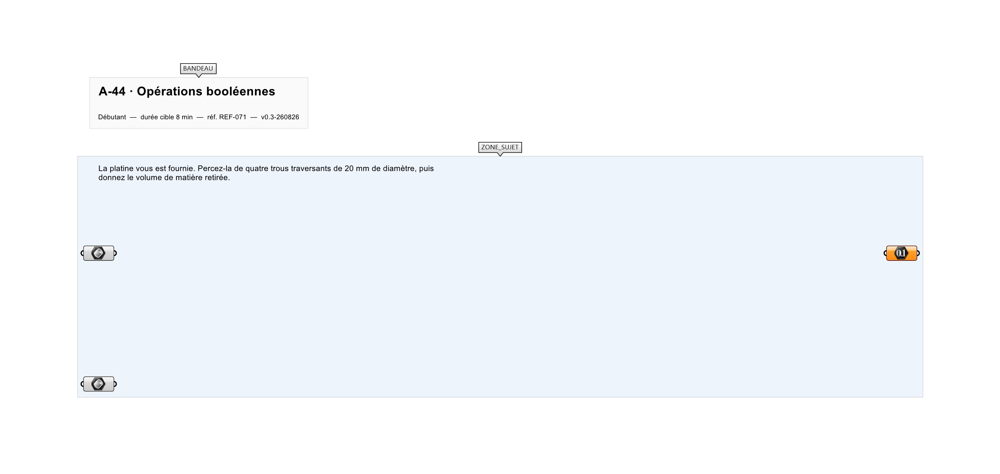 BANDEAU
A-44 · Opérations booléennes
Débutant — durée cible 8 min — réf. REF-071 — v0.3-260826
ZONE_SUJET
La platine vous est fournie. Percez-la de quatre trous traversants de 20 mm de diamètre, puis
donnez le volume de matière retirée.
0.1